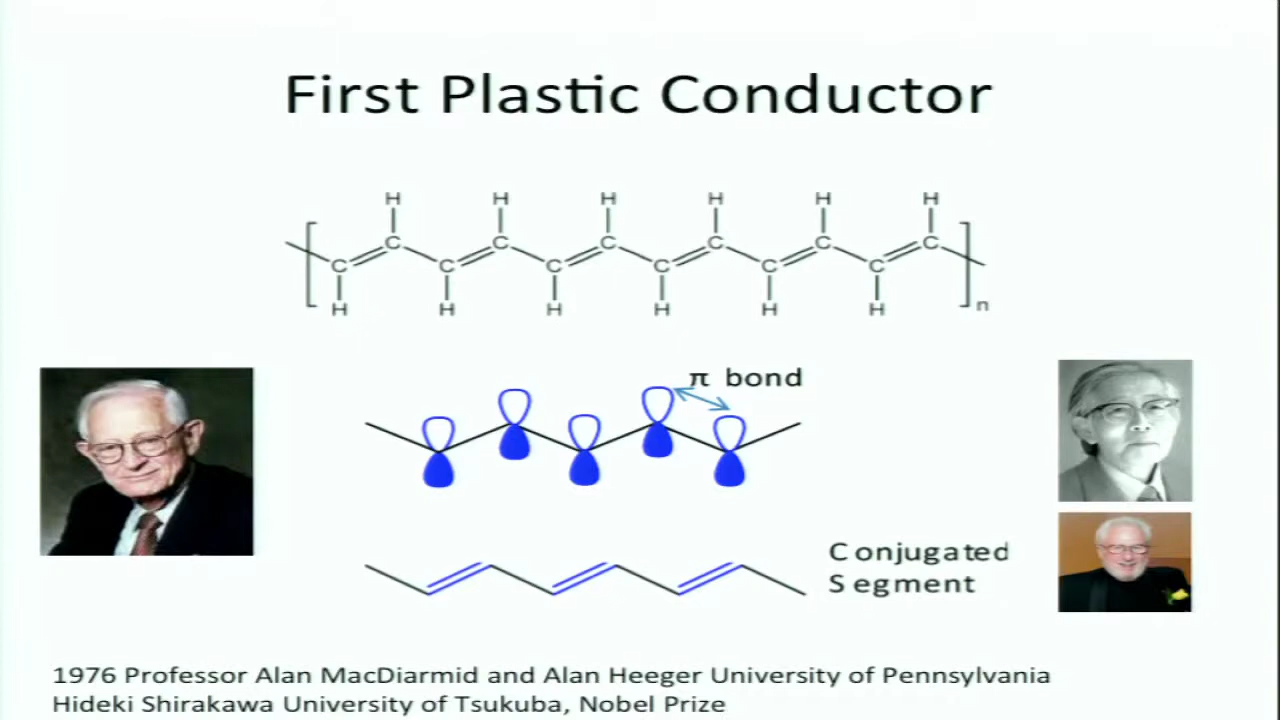 First Plastic Conductor
H H H H H H
C C C C C C
C C C C C C
H H H H H H
n
π bond
Conjugated
Segment
1976 Professor Alan MacDiarmid and Alan Heeger University of Pennsylvania
Hideki Shirakawa University of Tsukuba, Nobel Prize